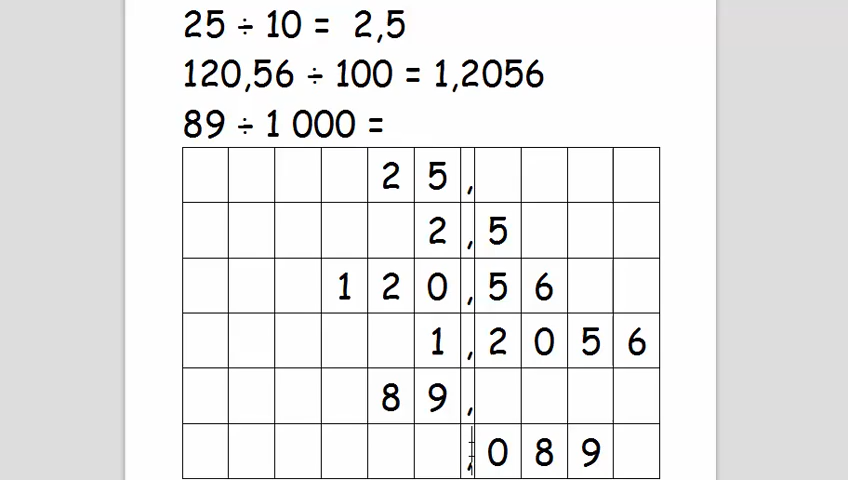 25 ÷ 10 = 2,5
120,56 ÷ 100 = 1,2056
89 ÷ 1 000 =
2 5 ,
2 , 5
1 2 0 , 5 6
1 , 2 0 5 6
8 9 ,
, 0 8 9